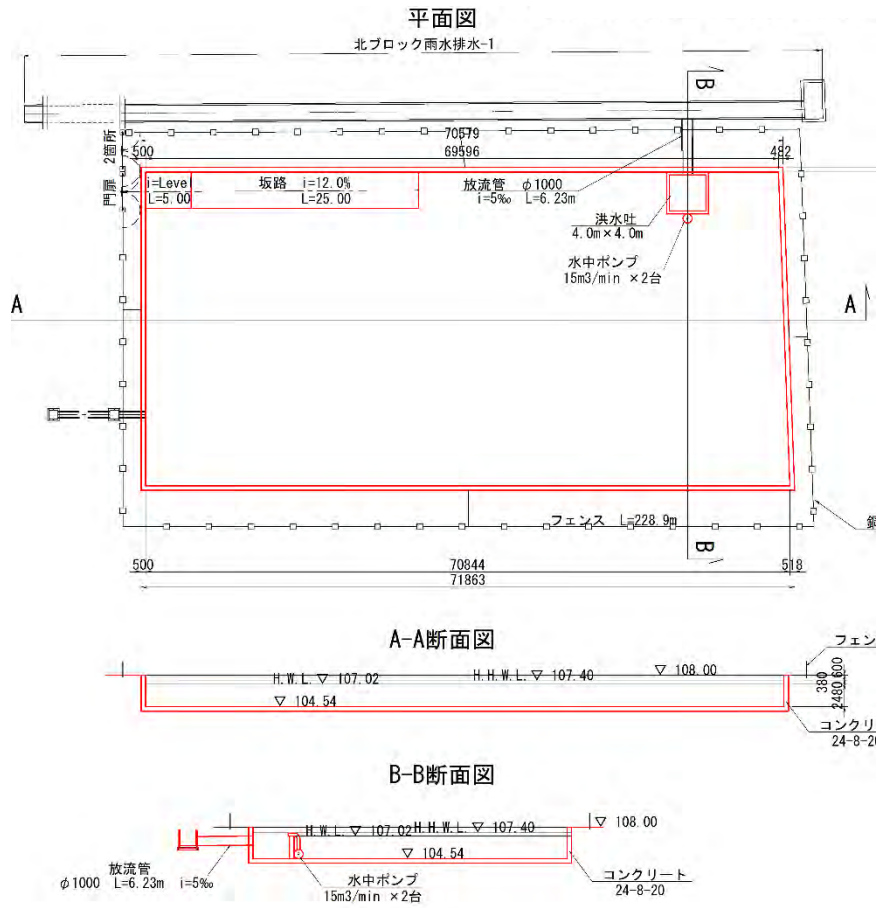 平面図
北ブロック雨水排水-1
B
門扉 2箇所
70579
500 69596 482
i=Level
L=5.00
坂路 i=12.0%
L=25.00
放流管 φ1000
i=5‰ L=6.23m
洪水吐
4.0m×4.0m
水中ポンプ
15m3/min ×2台
A A
フェンス L=228.9m
B
500 70844 518
71863
A-A断面図
フェン
H.W.L. ▽ 107.02 H.H.W.L. ▽ 107.40 ▽ 108.00
▽ 104.54
600
380
2480
コンクリ
24-8-20
B-B断面図
H.W.L. ▽ 107.02 H.H.W.L. ▽ 107.40 ▽ 108.00
▽ 104.54
放流管
φ1000 L=6.23m i=5‰
水中ポンプ
15m3/min ×2台
コンクリート
24-8-20